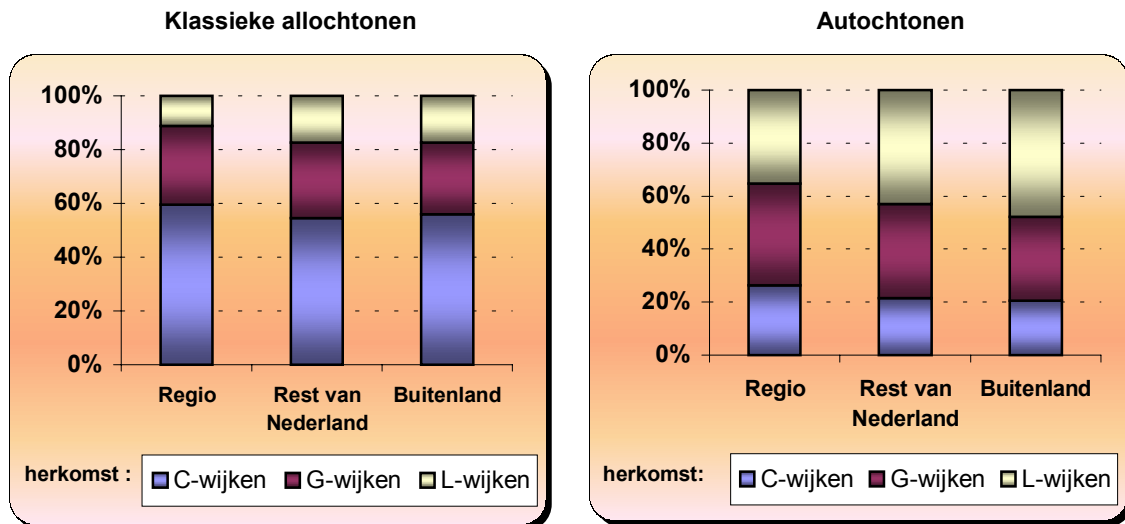 Klassieke allochtonen
100%
80%
60%
40%
20%
0%
Regio
Rest van
Nederland
Buitenland
herkomst :
C-wijken
G-wijken
L-wijken
Autochtonen
100%
80%
60%
40%
20%
0%
Regio
Rest van
Nederland
Buitenland
herkomst:
C-wijken
G-wijken
L-wijken